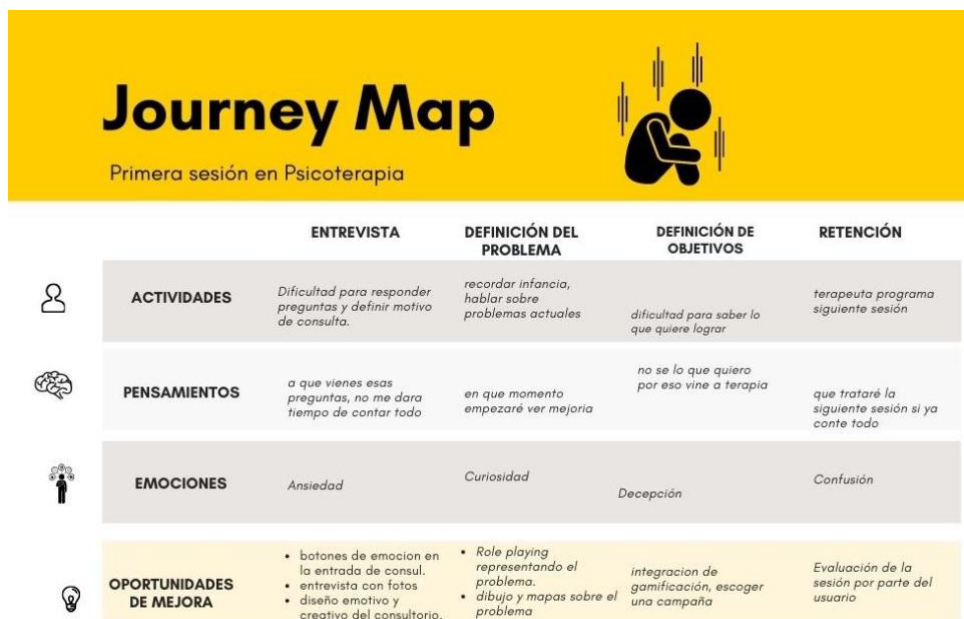 Journey Map
Primera sesión en Psicoterapia
ENTREVISTA
DEFINICIÓN DEL
PROBLEMA
DEFINICIÓN DE
OBJETIVOS
RETENCIÓN
ACTIVIDADES
Dificultad para responder
preguntas y definir motivo
de consulta.
recordar infancia,
hablar sobre
problemas actuales
dificultad para saber lo
que quiere lograr
terapeuta programa
siguiente sesión
PENSAMIENTOS
a que vienes esas
preguntas, no me dara
tiempo de contar todo
en que momento
empezaré ver mejoria
no se lo que quiero
por eso vine a terapia
que trataré la
siguiente sesión si ya
conte todo
EMOCIONES
Ansiedad
Curiosidad
Decepción
Confusión
OPORTUNIDADES
DE MEJORA
• botones de emocion en
la entrada de consul.
• entrevista con fotos
• diseño emotivo y
creativo del consultorio.
• Role playing
representando el
problema.
• dibujo y mapas sobre el
problema
integracion de
gamificación, escoger
una campaña
Evaluación de la
sesión por parte del
usuario